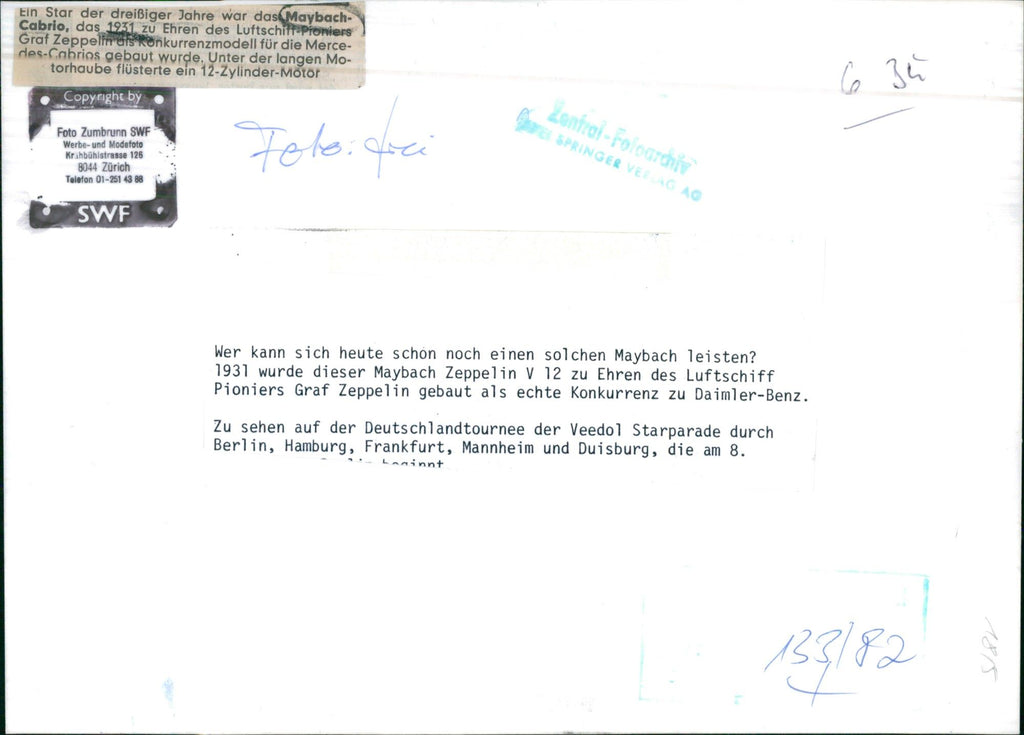 Ein Star der dreißiger Jahre war das Maybach-
Cabrio, das 1931 zu Ehren des Luftschiff-Pioniers
Graf Zeppelin als Konkurrenzmodell für die Merce-
des-Cabrios gebaut wurde. Unter der langen Mo-
torhaube flüsterte ein 12-Zylinder-Motor
Copyright by
Foto Zumbrunn SWF
Werbe- und Modefoto
Krähbühlstrasse 126
8044 Zürich
Telefon 01-251 43 88
SWF
Foto: frei
Zentral-Fotoarchiv
SPRINGER VERLAG AG
6
Wer kann sich heute schon noch einen solchen Maybach leisten?
1931 wurde dieser Maybach Zeppelin V 12 zu Ehren des Luftschiff
Pioniers Graf Zeppelin gebaut als echte Konkurrenz zu Daimler-Benz.
Zu sehen auf der Deutschlandtournee der Veedol Starparade durch
Berlin, Hamburg, Frankfurt, Mannheim und Duisburg, die am 8.
beginnt
133/82